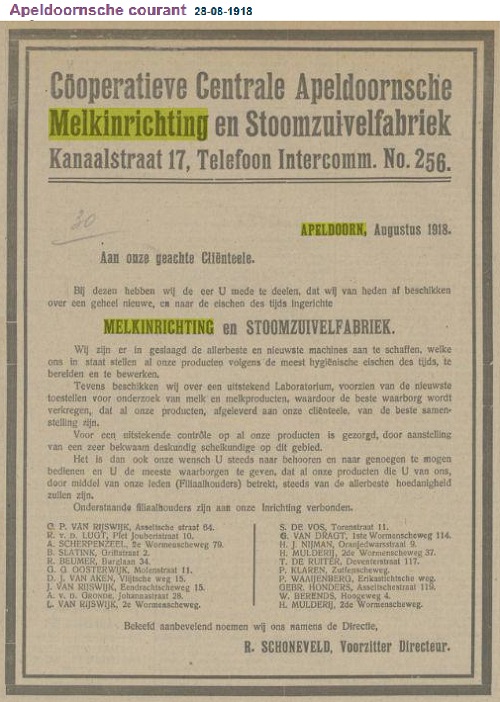 Apeldoornsche courant 28-08-1918
Cöoperatieve Centrale Apeldoornsche
Melkinrichting en Stoomzuivelfabriek
Kanaalstraat 17, Telefoon Intercomm. No. 256.
30
APELDOORN, Augustus 1918.
Aan onze geachte Cliënteele.
Bij dezen hebben wij de eer U mede te deelen, dat wij van heden af beschikken
over een geheel nieuwe, en naar de eischen des tijds ingerichte
MELKINRICHTING en STOOMZUIVELFABRIEK.
Wij zijn er in geslaagd de allerbeste en nieuwste machines aan te schaffen, welke
ons in staat stellen al onze producten volgens de meest hygiënische eischen des tijds, te
bereiden en te bewerken.
Tevens beschikken wij over een uitstekend Laboratorium, voorzien van de nieuwste
toestellen voor onderzoek van melk en melkproducten, waardoor de beste waarborg wordt
verkregen, dat al onze producten, afgeleverd aan onze cliënteele, van de beste samen-
stelling zijn.
Voor een uitstekende contrôle op al onze producten is gezorgd, door aanstelling
van een zeer bekwaam deskundig scheikundige op dit gebied.
Het is dan ook onze wensch U steeds naar behooren en naar genoegen te mogen
bedienen en U de meeste waarborgen te geven, dat al onze producten die U van ons,
door middel van onze leden (Filiaalhouders) betrekt, steeds van de allerbeste hoedanigheid
zullen zijn.
Onderstaande filiaalhouders zijn aan onze Inrichting verbonden.
C. P. VAN RIJSWIJK, Asselsche straat 64.
R. v. n. LUGT, Piet Joubertstraat 10.
A. SCHERPENZEEL, 2e Wormenscheweg 79.
B. SLATINK, Griftstraat 2.
R. BEUMER, Burglaan 34.
D. G. OOSTERWIJK, Molenstraat 11.
D. J. VAN AKEN, Vlijtsche weg 15.
J. VAN RIJSWIJK, Eendrachtscheweg 15.
A. v. n. GRONDE, Johannastraat 28.
L. VAN RIJSWIJK, 2e Wormenscheweg.
S. DE VOS, Torenstraat 11.
G. VAN DRAGT, 1ste Wormenscheweg 114.
H. J. NIJMAN, Oranjedwarsstraat 9.
H. MULDERIJ, 2de Wormenscheweg 37.
T. DE RUITER, Deventerstraat 117.
P. KLAREN, Zutfenscheweg.
P. WAAIJENBERG, Erikastichtsche weg.
GEBR. HONDERS, Asselschestraat 119.
W. BERENDS, Hoogeweg 4.
H. MULDERIJ, 2de Wormenscheweg.
Beleefd aanbevelend noemen wij ons namens de Directie,
R. SCHONEVELD, Voorzitter Directeur.